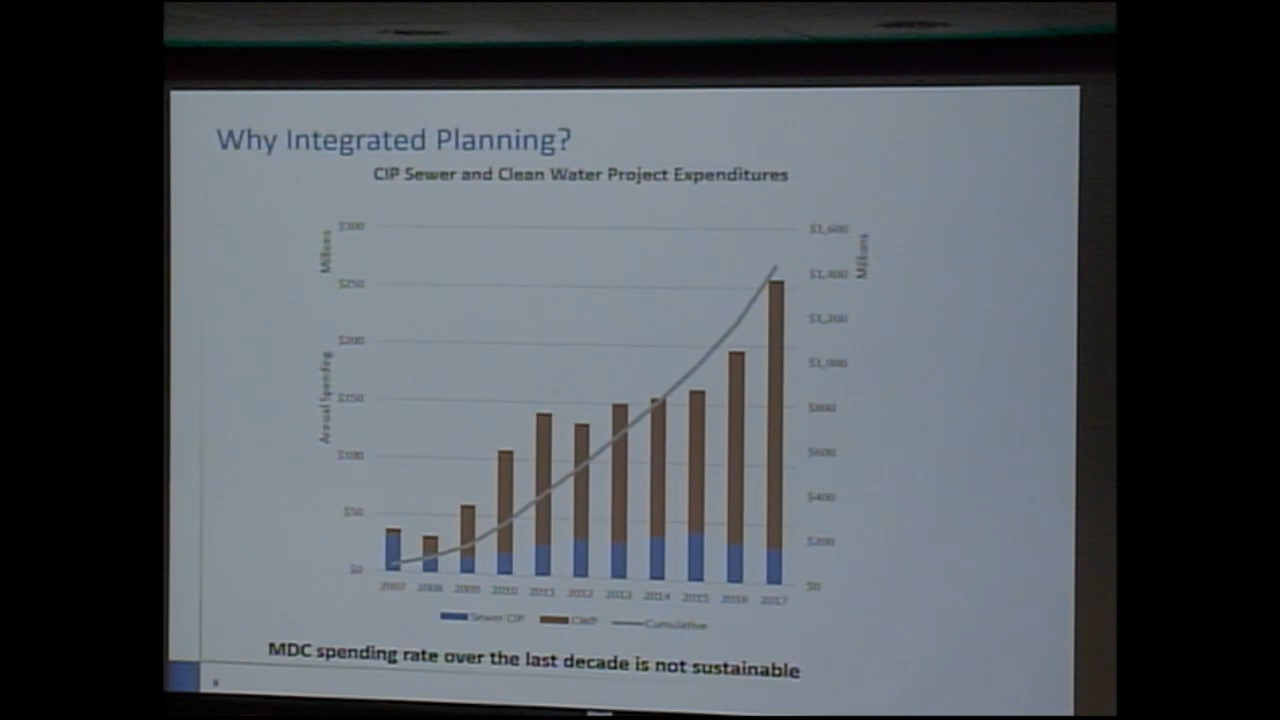 Why Integrated Planning?
CIP Sewer and Clean Water Project Expenditures
Millions
Annual Spending
$300
$250
$200
$150
$100
$50
$0
Millions
$1,600
$1,400
$1,200
$1,000
$800
$600
$400
$200
$0
2007 2008 2009 2010 2011 2012 2013 2014 2015 2016 2017
Sewer CIP CWP Cumulative
MDC spending rate over the last decade is not sustainable